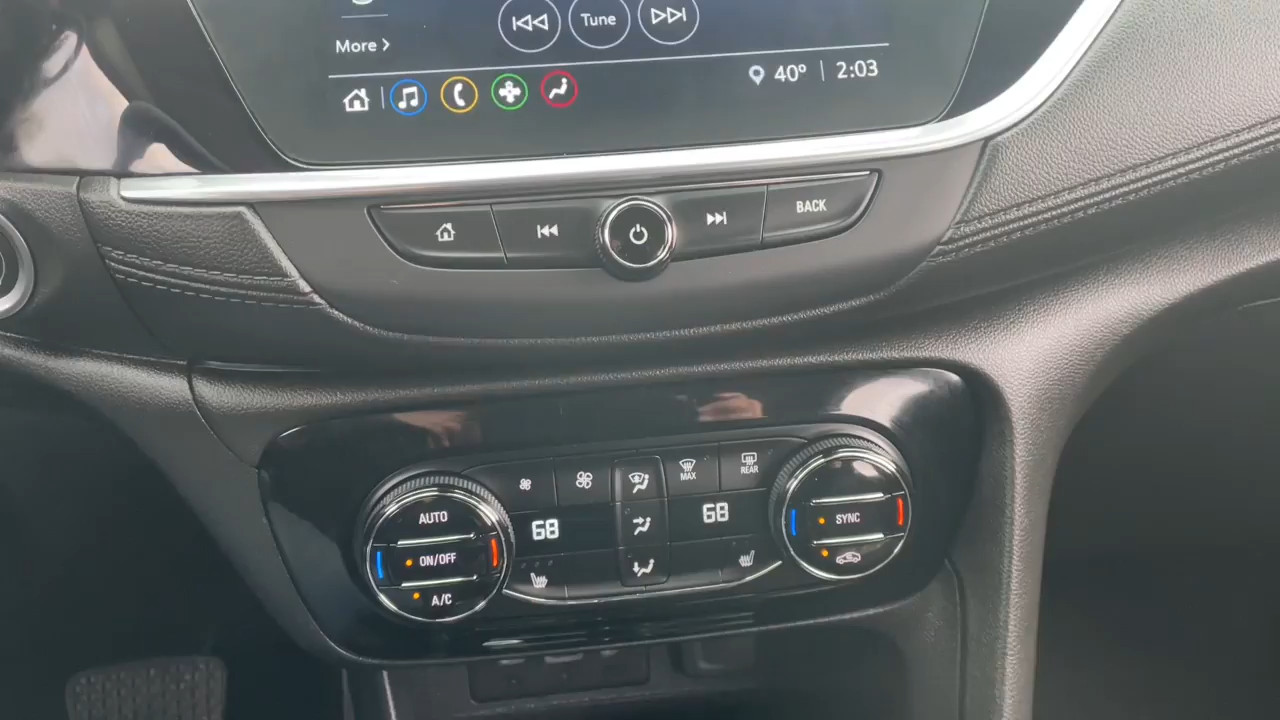 Tune
More >
40° | 2:03
BACK
MAX
REAR
AUTO
68
68
SYNC
ON/OFF
A/C